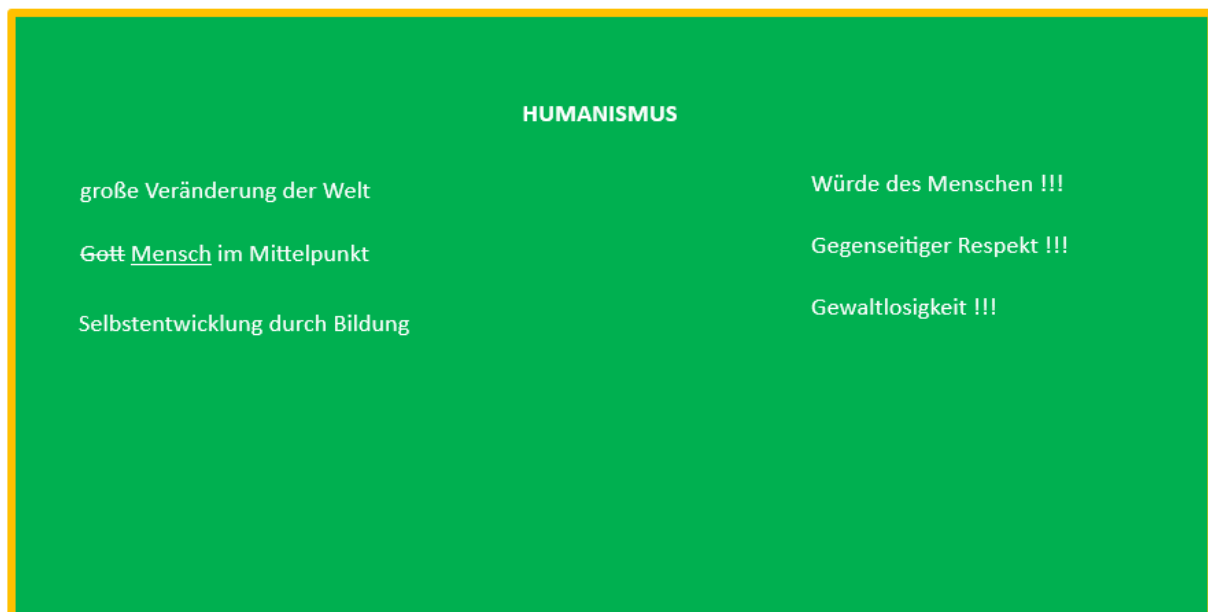 HUMANISMUS
große Veränderung der Welt
Gott Mensch im Mittelpunkt
Selbstentwicklung durch Bildung
Würde des Menschen !!!
Gegenseitiger Respekt !!!
Gewaltlosigkeit !!!